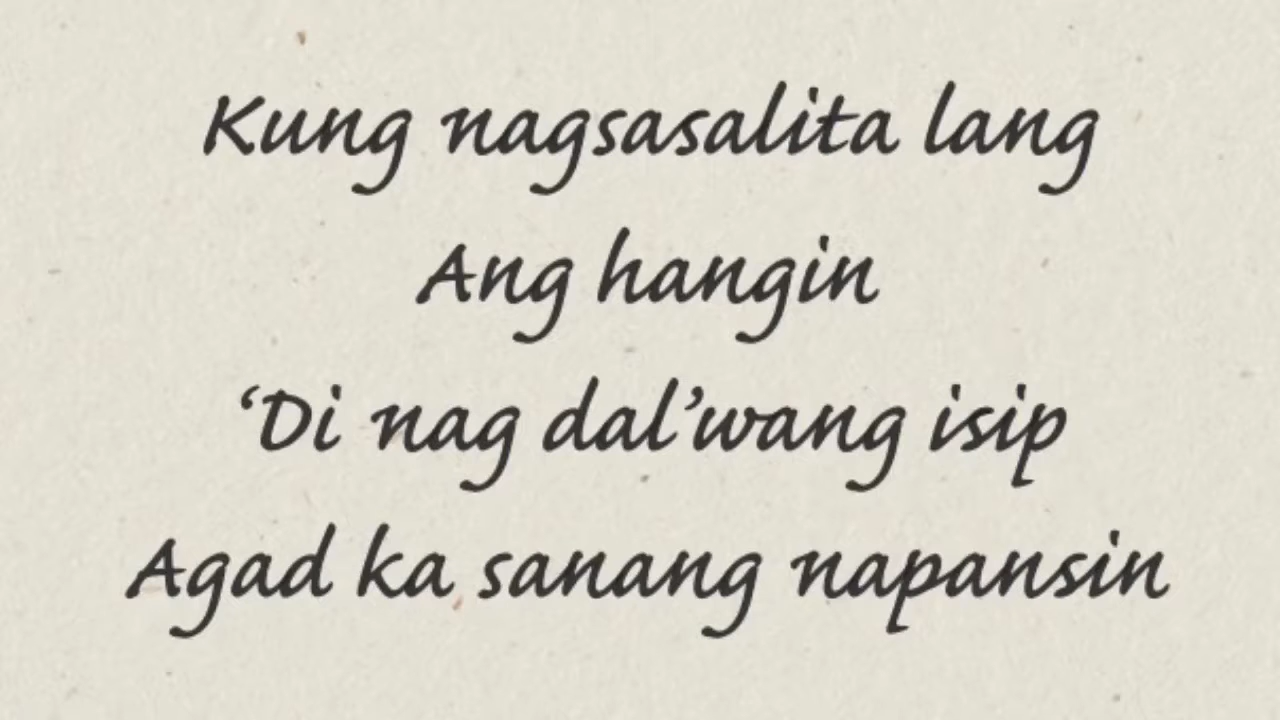 Kung nagsasalita lang
Ang hangin
‘Di nag dal’wang isip
Agad ka sanang napansin